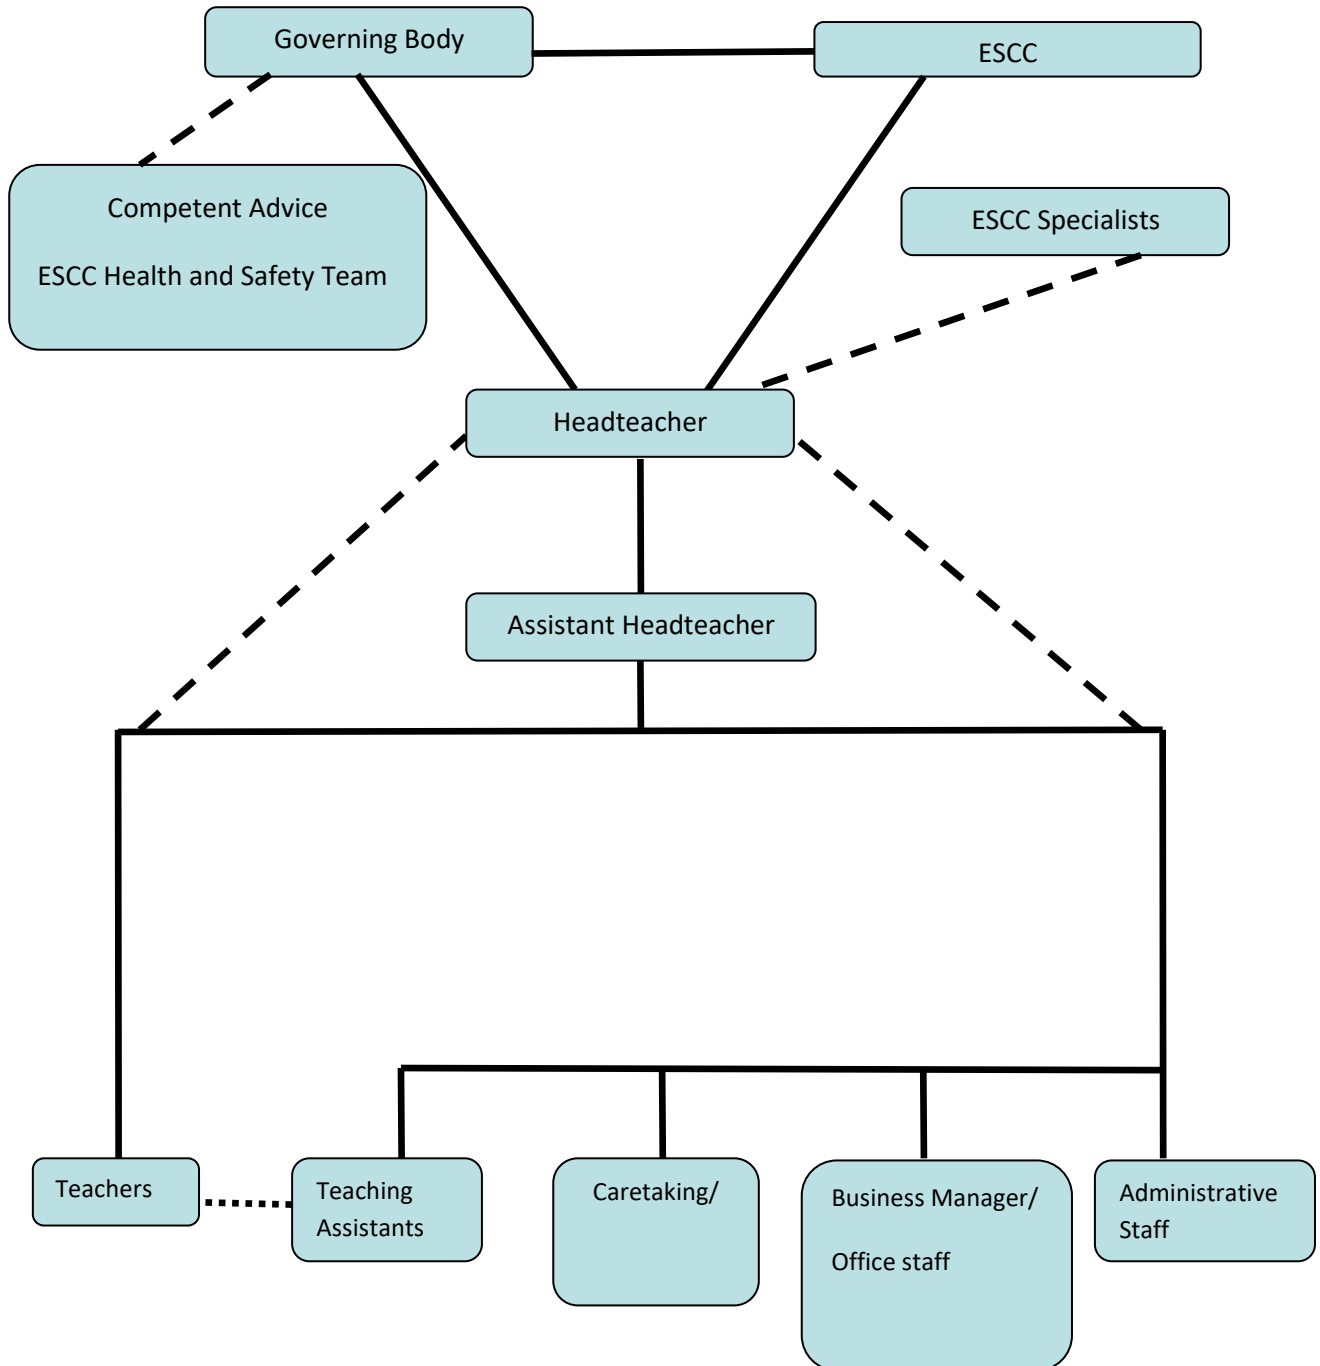 Governing Body
ESCC
Competent Advice
ESCC Health and Safety Team
ESCC Specialists
Headteacher
Assistant Headteacher
Teachers
Teaching
Assistants
Caretaking/
Business Manager/
Office staff
Administrative
Staff